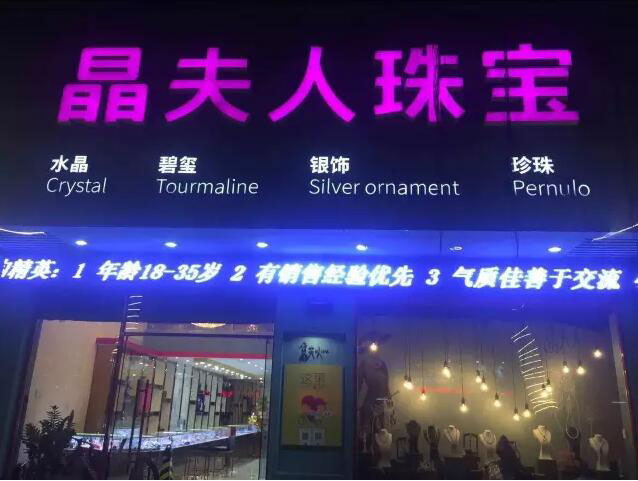 晶夫人珠宝
水晶 碧玺 银饰 珍珠
Crystal Tourmaline Silver ornament Pernulo
精英：1 年龄18-35岁 2 有销售经验优先 3 气质佳善于交流